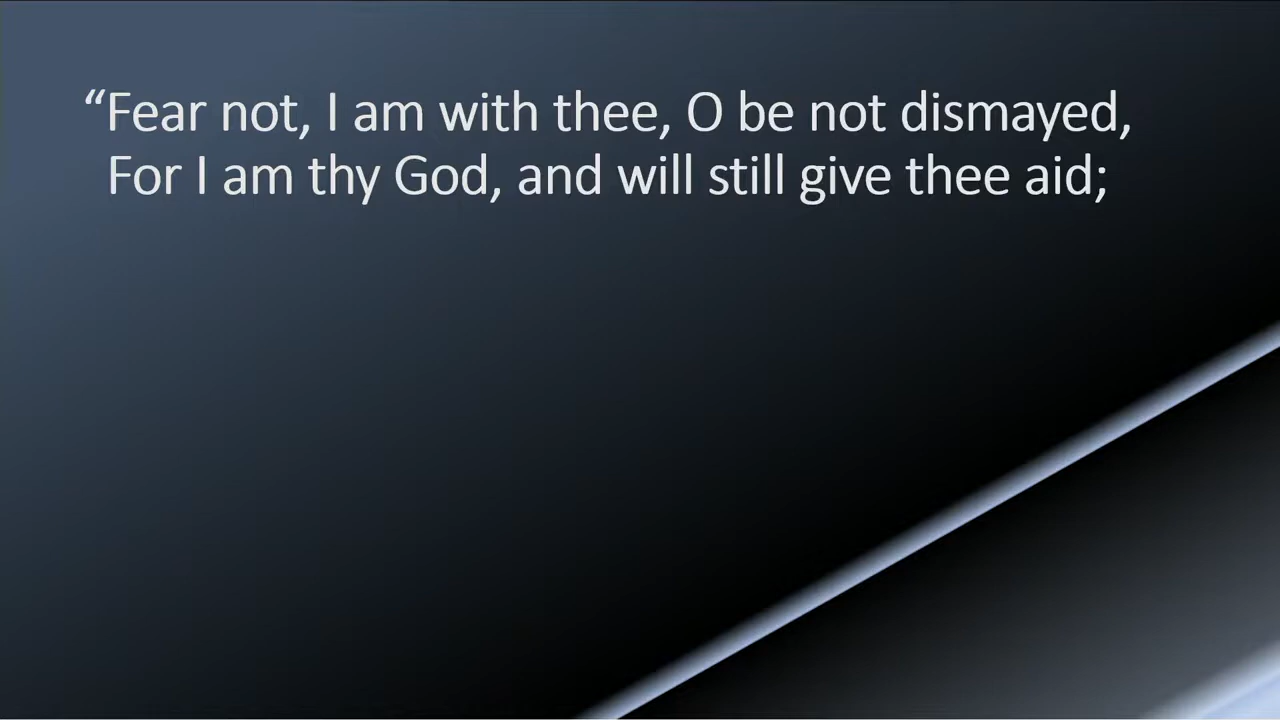 “Fear not, I am with thee, O be not dismayed,
For I am thy God, and will still give thee aid;